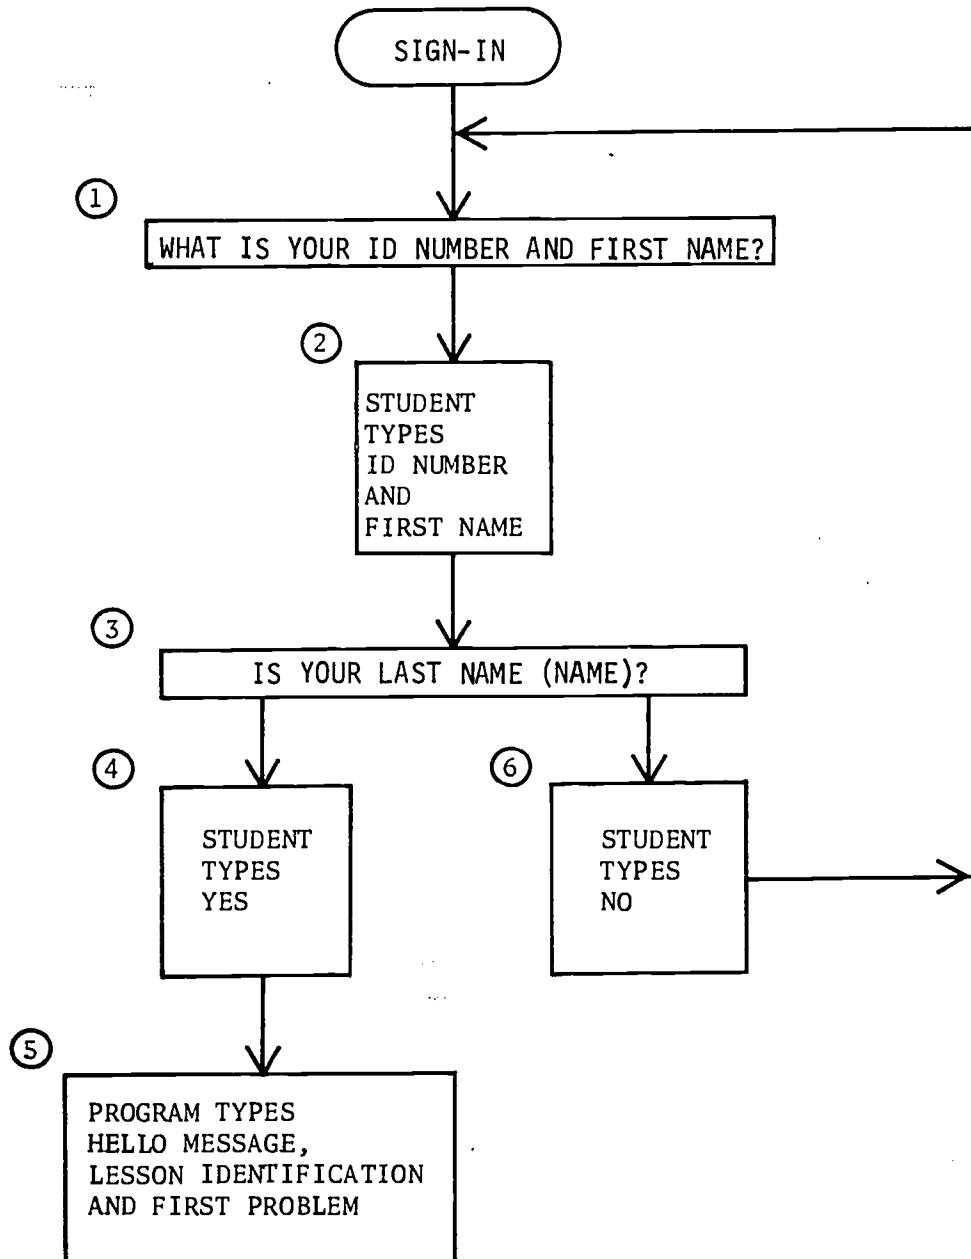 SIGN-IN
1
WHAT IS YOUR ID NUMBER AND FIRST NAME?
2
STUDENT
TYPES
ID NUMBER
AND
FIRST NAME
3
IS YOUR LAST NAME (NAME)?
4
STUDENT
TYPES
YES
6
STUDENT
TYPES
NO
5
PROGRAM TYPES
HELLO MESSAGE,
LESSON IDENTIFICATION
AND FIRST PROBLEM